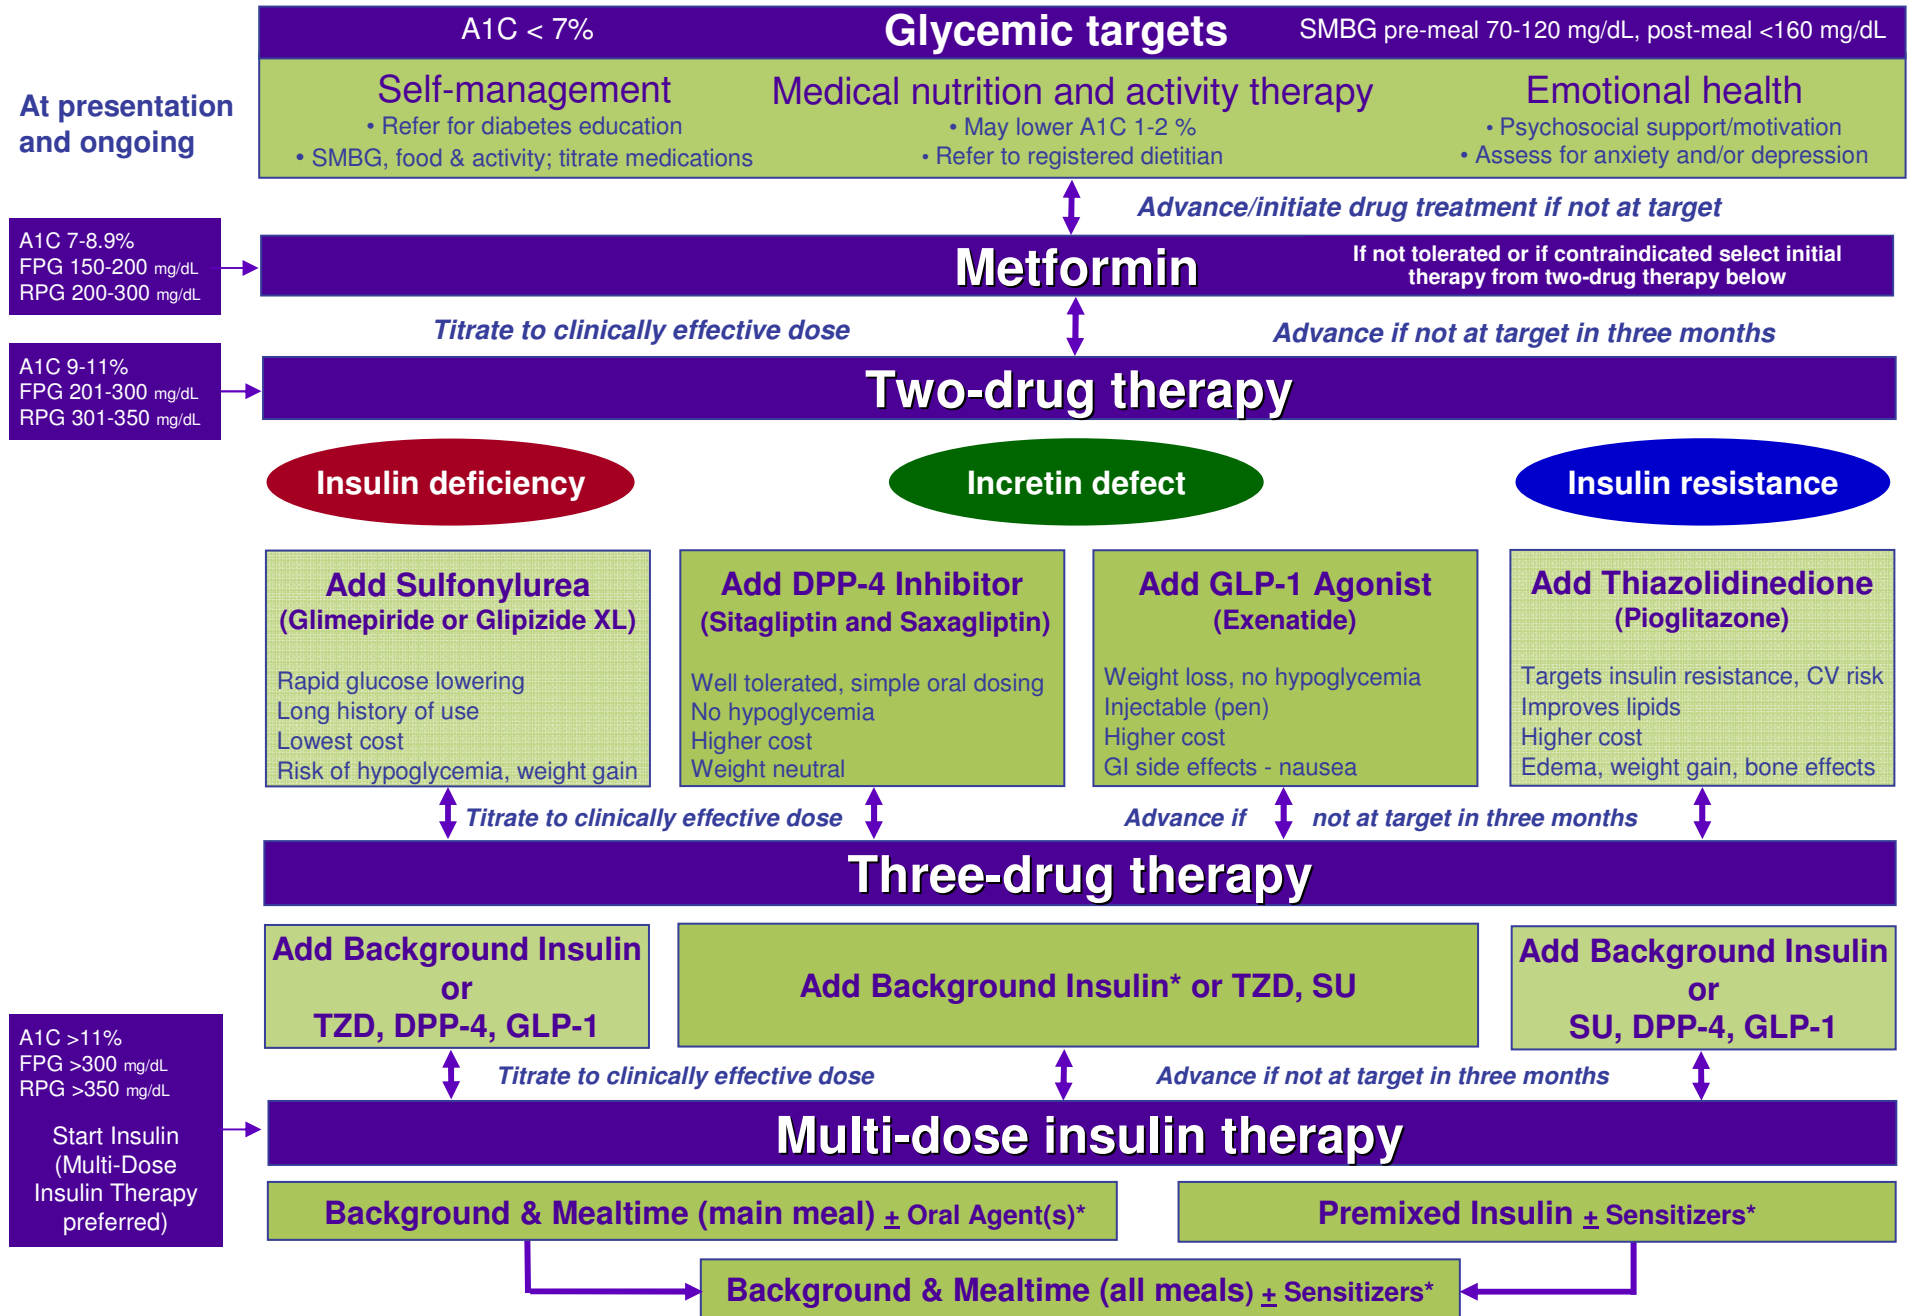 A1C < 7%
Glycemic targets
SMBG pre-meal 70-120 mg/dL, post-meal <160 mg/dL
At presentation
and ongoing
Self-management
• Refer for diabetes education
• SMBG, food & activity; titrate medications
Medical nutrition and activity therapy
• May lower A1C 1-2 %
• Refer to registered dietitian
Emotional health
• Psychosocial support/motivation
• Assess for anxiety and/or depression
Advance/initiate drug treatment if not at target
A1C 7-8.9%
FPG 150-200 mg/dL
RPG 200-300 mg/dL
Metformin
If not tolerated or if contraindicated select initial
therapy from two-drug therapy below
Titrate to clinically effective dose
Advance if not at target in three months
A1C 9-11%
FPG 201-300 mg/dL
RPG 301-350 mg/dL
Two-drug therapy
Insulin deficiency
Incretin defect
Insulin resistance
Add Sulfonylurea
(Glimepiride or Glipizide XL)
Rapid glucose lowering
Long history of use
Lowest cost
Risk of hypoglycemia, weight gain
Add DPP-4 Inhibitor
(Sitagliptin and Saxagliptin)
Well tolerated, simple oral dosing
No hypoglycemia
Higher cost
Weight neutral
Add GLP-1 Agonist
(Exenatide)
Weight loss, no hypoglycemia
Injectable (pen)
Higher cost
GI side effects - nausea
Add Thiazolidinedione
(Pioglitazone)
Targets insulin resistance, CV risk
Improves lipids
Higher cost
Edema, weight gain, bone effects
Titrate to clinically effective dose
Advance if not at target in three months
Three-drug therapy
Add Background Insulin
or
TZD, DPP-4, GLP-1
Add Background Insulin* or TZD, SU
Add Background Insulin
or
SU, DPP-4, GLP-1
Titrate to clinically effective dose
Advance if not at target in three months
A1C >11%
FPG >300 mg/dL
RPG >350 mg/dL
Start Insulin
(Multi-Dose
Insulin Therapy
preferred)
Multi-dose insulin therapy
Background & Mealtime (main meal) ± Oral Agent(s)*
Premixed Insulin ± Sensitizers*
Background & Mealtime (all meals) ± Sensitizers*